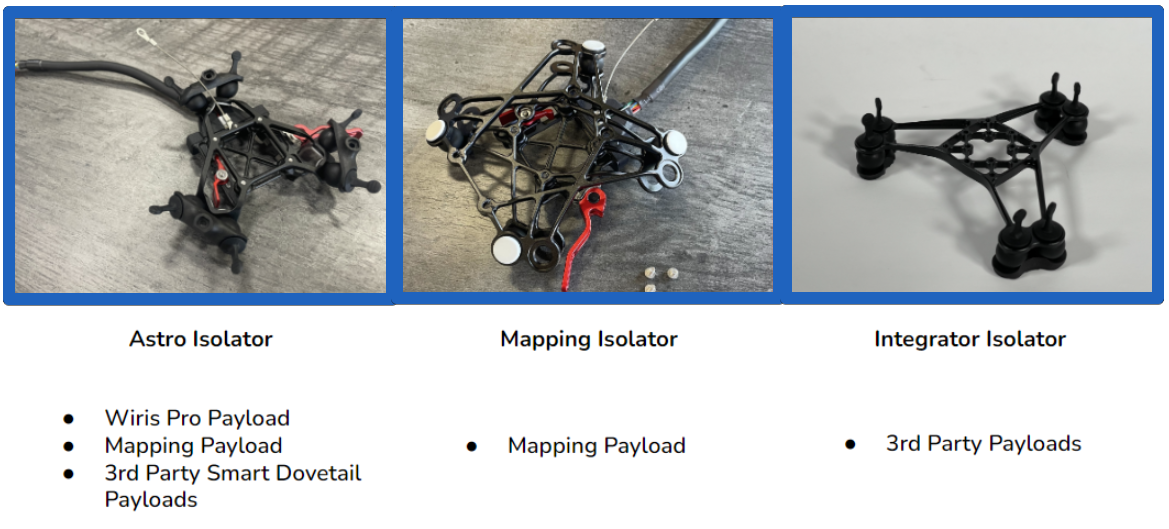 Astro Isolator
Mapping Isolator
Integrator Isolator
● Wiris Pro Payload
● Mapping Payload
● 3rd Party Smart Dovetail
Payloads
● Mapping Payload
● 3rd Party Payloads